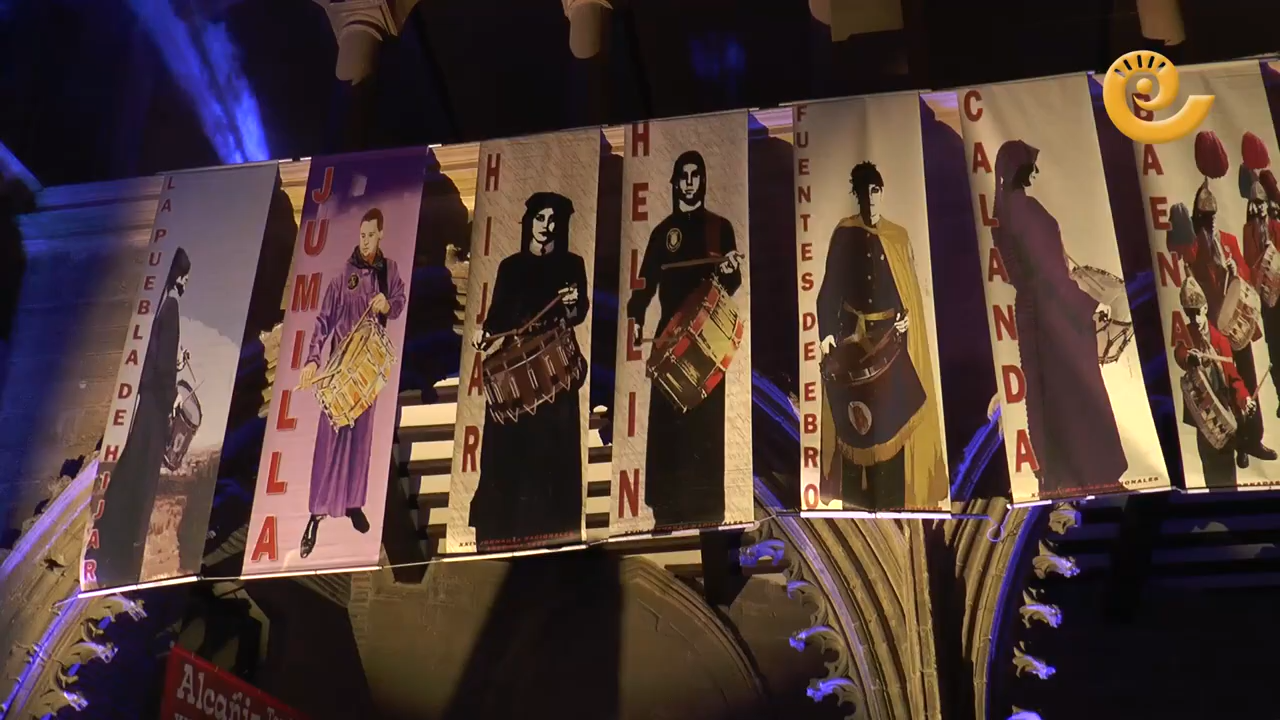 LA PUEBLA DE HIJAR
JUMILLA
HIJAR
HELLIN
FUENTES DE EBRO
CALANDA
BAENA
Alcañiz